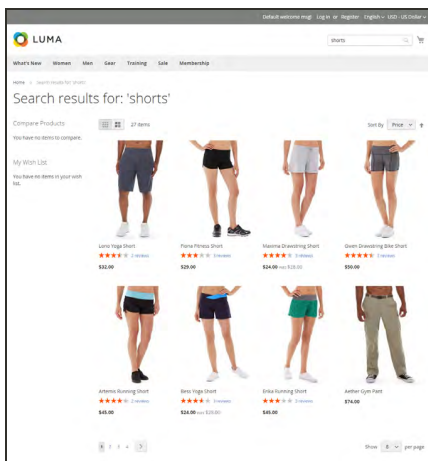 Default welcome msg! Log in or Register English USD - US Dollar
LUMA
shorts
What's New Women Men Gear Training Sale Membership
Home Search results for: 'shorts'
Search results for: 'shorts'
Compare Products
You have no items to compare.
27 items
Sort By Price
My Wish List
You have no items in your wish list.
Lono Yoga Short
2 reviews
$32.00
Fiona Fitness Short
3 reviews
$29.00
Maxima Drawstring Short
3 reviews
$24.00 was $28.00
Gwen Drawstring Bike Short
3 reviews
$50.00
Artemis Running Short
2 reviews
$45.00
Bess Yoga Short
3 reviews
$24.00
Erika Running Short
3 reviews
$45.00
Aether Gym Pant
$74.00
1 2 3 4
Show 8 per page